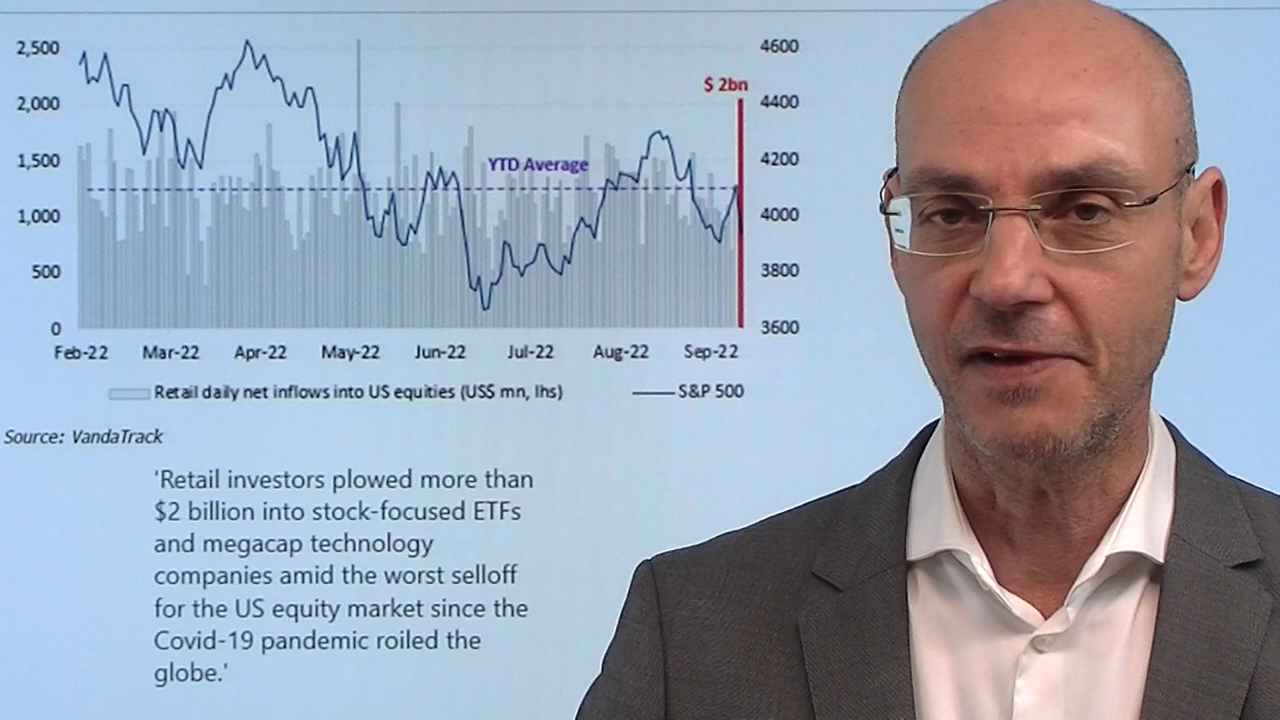 2,500
2,000
1,500
1,000
500
0
$ 2bn
YTD Average
4600
4400
4200
4000
3800
3600
Feb-22 Mar-22 Apr-22 May-22 Jun-22 Jul-22 Aug-22 Sep-22
Retail daily net inflows into US equities (US$ mn, lhs) S&P 500
Source: VandaTrack
'Retail investors plowed more than
$2 billion into stock-focused ETFs
and megacap technology
companies amid the worst selloff
for the US equity market since the
Covid-19 pandemic roiled the
globe.'